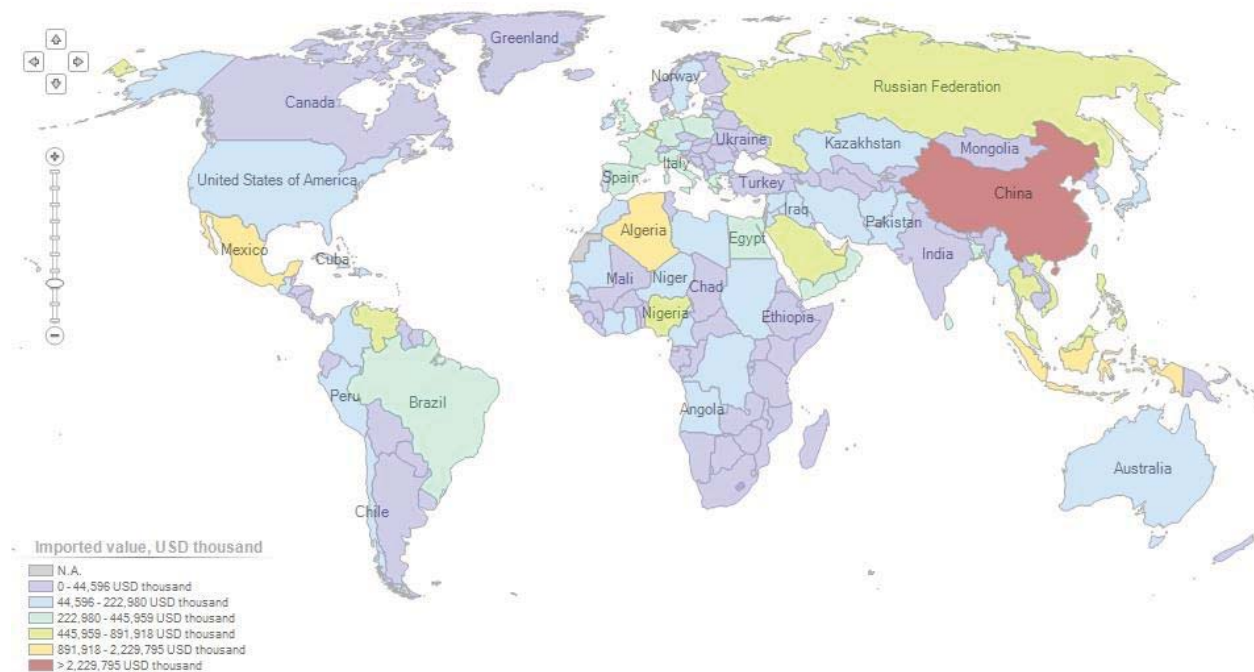 Greenland
Norway
Russian Federation
Canada
Ukraine
Kazakhstan
Mongolia
Italy
Spain
Turkey
United States of America
China
Iraq
Pakistan
Algeria
Egypt
Mexico
Cuba
India
Mali
Niger
Chad
Nigeria
Ethiopia
Peru
Brazil
Angola
Australia
Chile
Imported value, USD thousand
N.A.
0 - 44,596 USD thousand
44,596 - 222,980 USD thousand
222,980 - 445,959 USD thousand
445,959 - 891,918 USD thousand
891,918 - 2,229,795 USD thousand
> 2,229,795 USD thousand